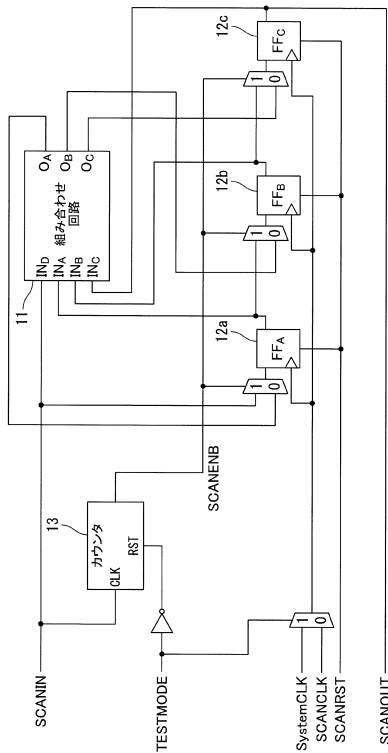 SCANIN
TESTMODE
SystemCLK
SCANCLK
SCANRST
SCANOUT
1
0
13
カウンタ
CLK
RST
SCANENB
11
組み合わせ
回路
IND
INA
INB
INC
OA
OB
OC
12a
FFA
1
0
12b
FFB
1
0
12c
FFC
1
0